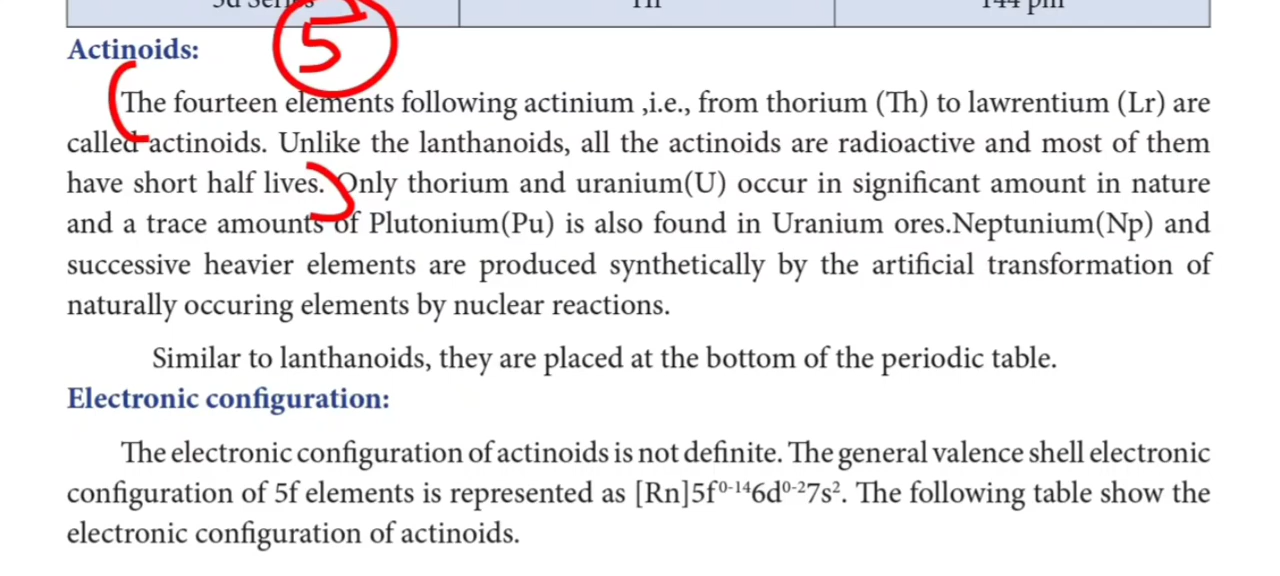 5
Actinoids:
The fourteen elements following actinium ,i.e., from thorium (Th) to lawrentium (Lr) are
called actinoids. Unlike the lanthanoids, all the actinoids are radioactive and most of them
have short half lives. Only thorium and uranium(U) occur in significant amount in nature
and a trace amounts of Plutonium(Pu) is also found in Uranium ores.Neptunium(Np) and
successive heavier elements are produced synthetically by the artificial transformation of
naturally occuring elements by nuclear reactions.
Similar to lanthanoids, they are placed at the bottom of the periodic table.
Electronic configuration:
The electronic configuration of actinoids is not definite. The general valence shell electronic
configuration of 5f elements is represented as [Rn]5f⁰⁻¹⁴6d⁰⁻²7s². The following table show the
electronic configuration of actinoids.